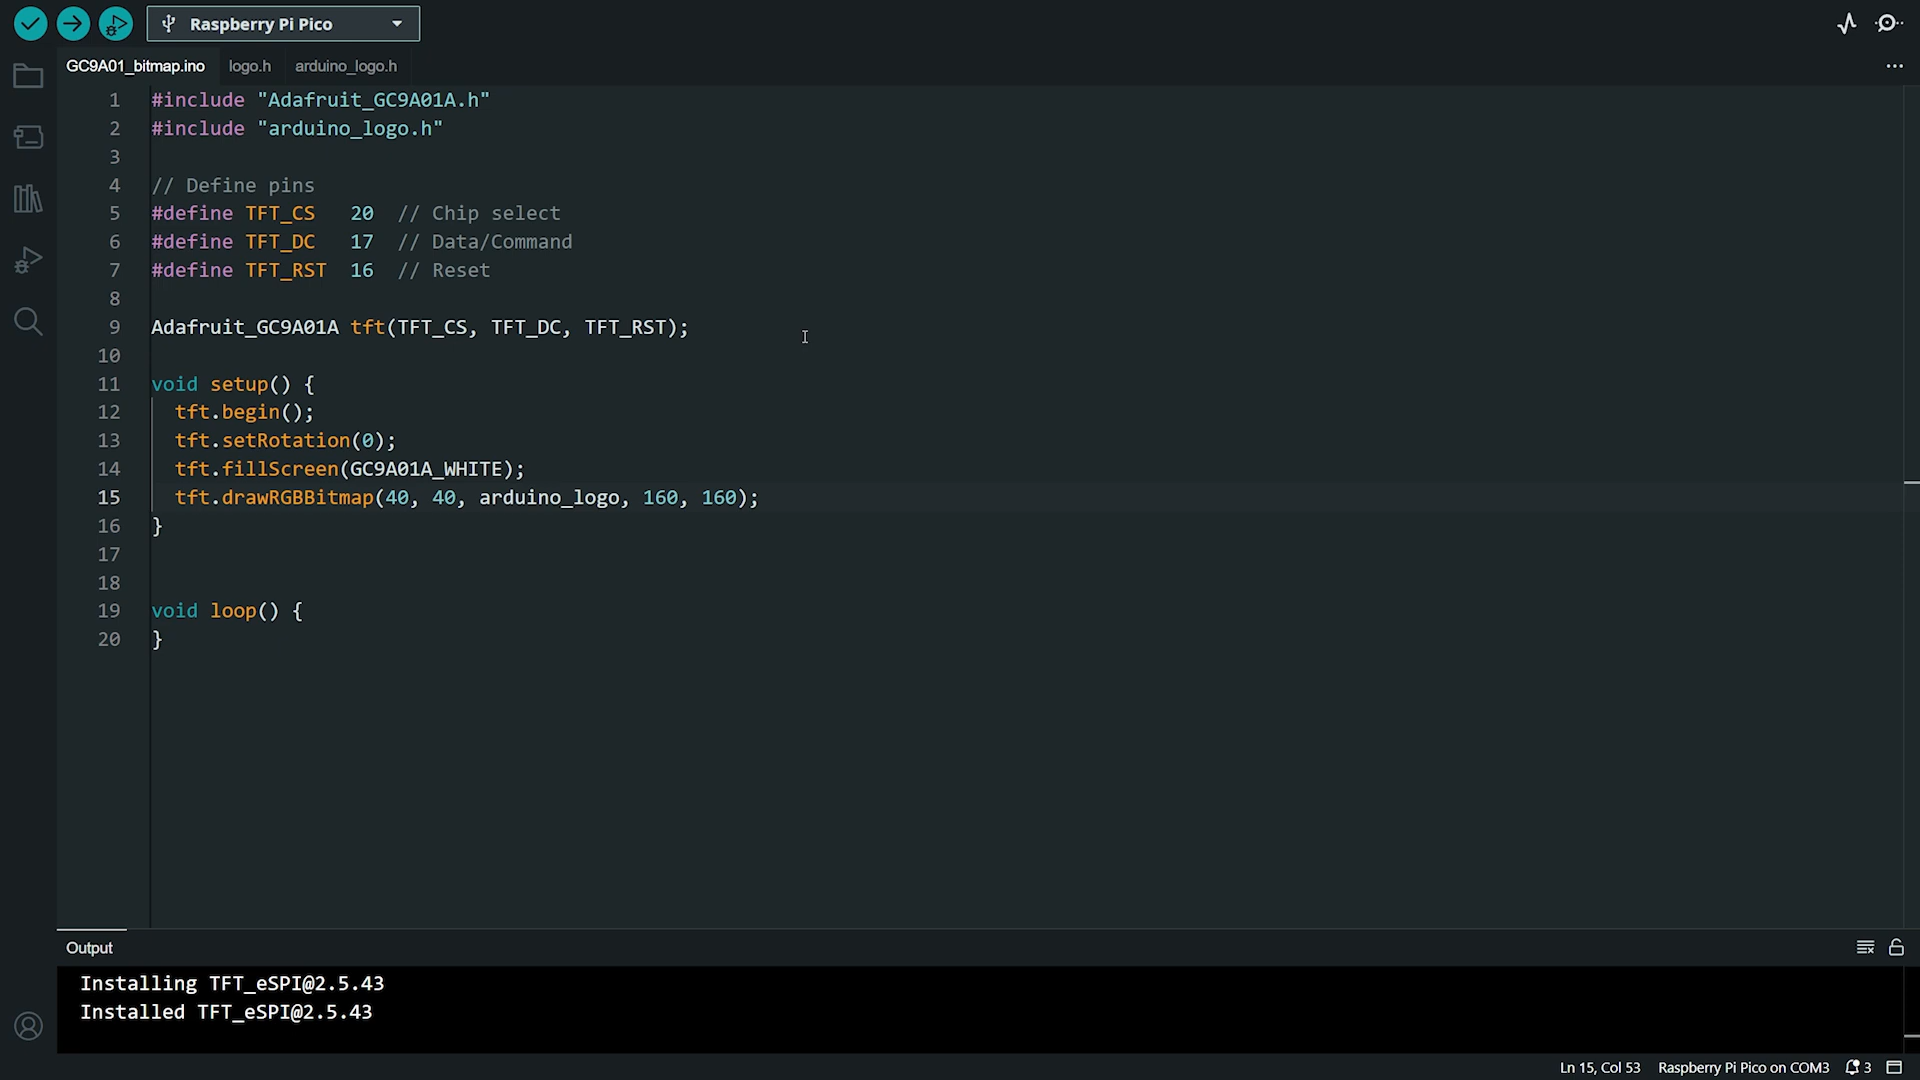 Raspberry Pi Pico
GC9A01_bitmap.ino logo.h arduino_logo.h
1 #include "Adafruit_GC9A01A.h"
2 #include "arduino_logo.h"
3
4 // Define pins
5 #define TFT_CS 20 // Chip select
6 #define TFT_DC 17 // Data/Command
7 #define TFT_RST 16 // Reset
8
9 Adafruit_GC9A01A tft(TFT_CS, TFT_DC, TFT_RST);
10
11 void setup() {
12 tft.begin();
13 tft.setRotation(0);
14 tft.fillScreen(GC9A01A_WHITE);
15 tft.drawRGBBitmap(40, 40, arduino_logo, 160, 160);
16 }
17
18
19 void loop() {
20 }
Output
Installing TFT_eSPI@2.5.43
Installed TFT_eSPI@2.5.43
Ln 15, Col 53 Raspberry Pi Pico on COM3 3